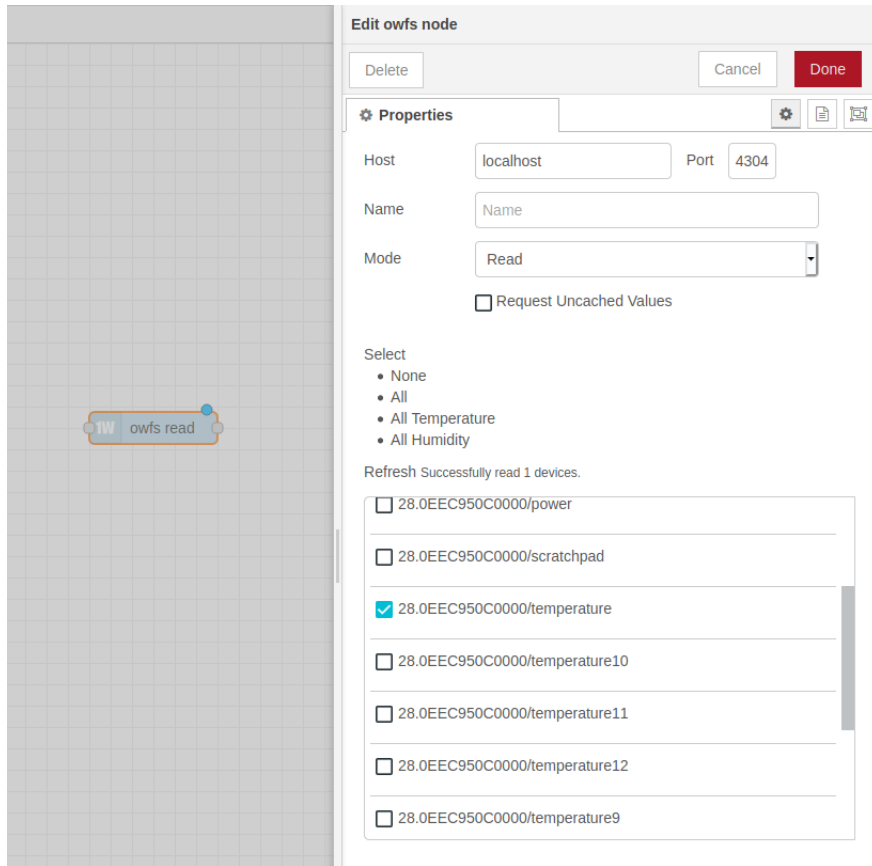 Edit owfs node
Delete Cancel Done
Properties
Host localhost Port 4304
Name Name
Mode Read
Request Uncached Values
Select
None
All
All Temperature
All Humidity
1W owfs read
Refresh Successfully read 1 devices.
28.0EEC950C0000/power
28.0EEC950C0000/scratchpad
28.0EEC950C0000/temperature
28.0EEC950C0000/temperature10
28.0EEC950C0000/temperature11
28.0EEC950C0000/temperature12
28.0EEC950C0000/temperature9